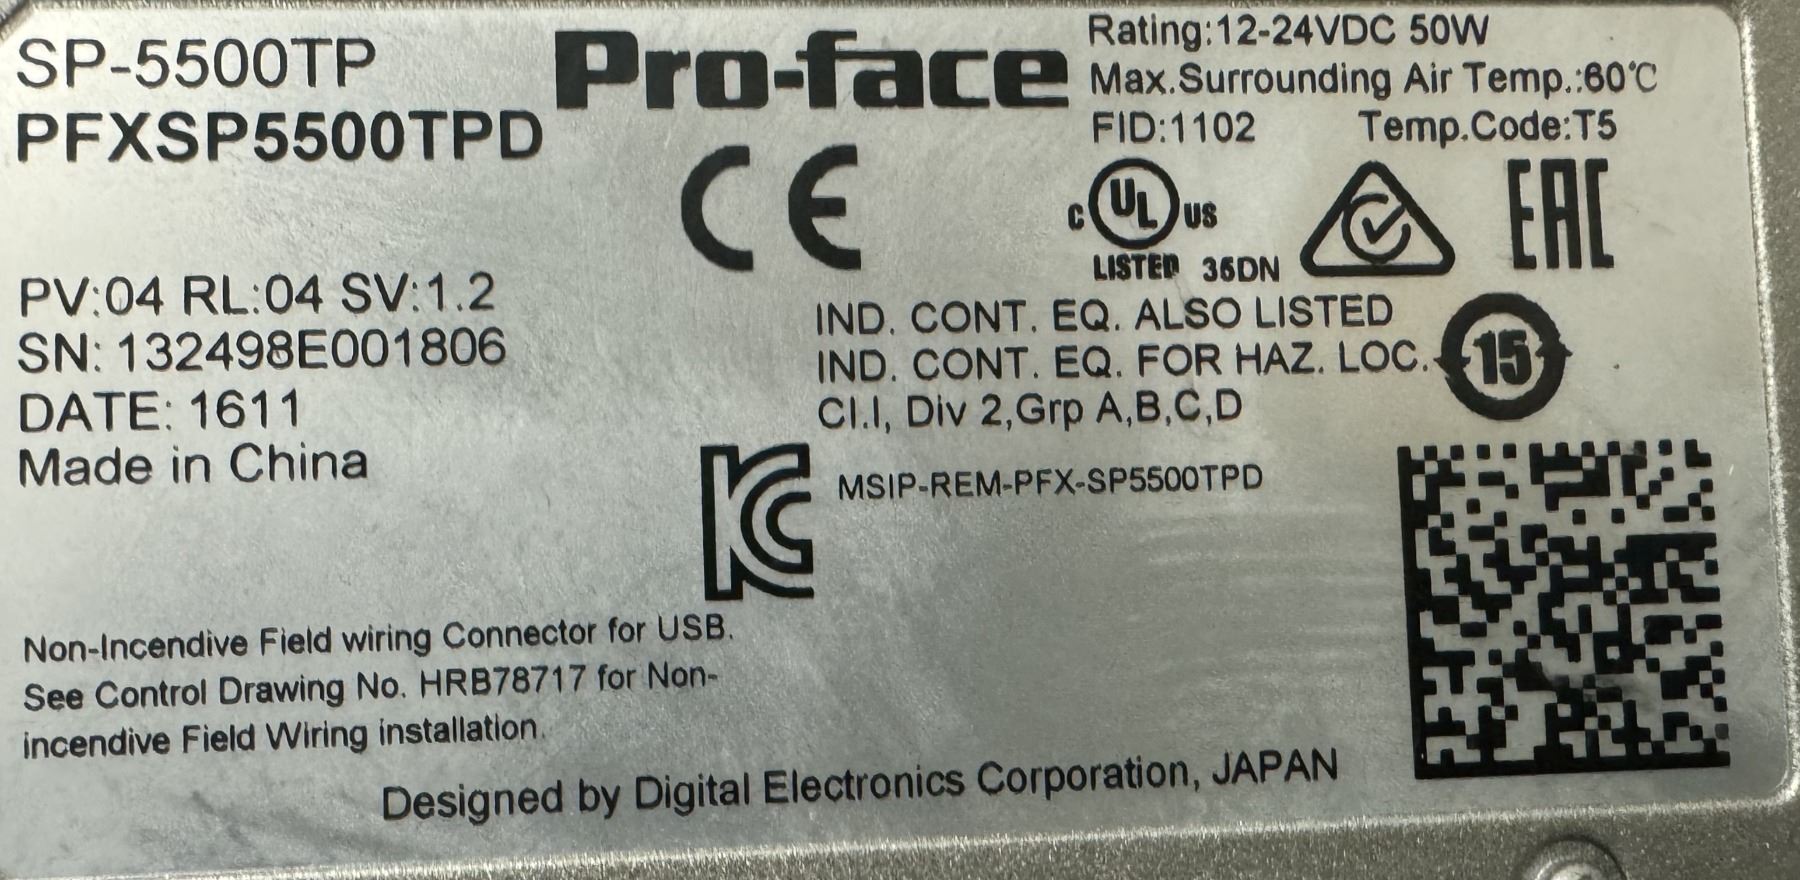 SP-5500TP
PFXSP5500TPD
Pro-face
Rating:12-24VDC 50W
Max.Surrounding Air Temp.:60℃
FID:1102 Temp.Code:T5
CE
C UL US
LISTED 36DN
EAC
PV:04 RL:04 SV:1.2
SN: 132498E001806
DATE: 1611
Made in China
IND. CONT. EQ. ALSO LISTED
IND. CONT. EQ. FOR HAZ. LOC.
Cl.I, Div 2,Grp A,B,C,D
15
KC
MSIP-REM-PFX-SP5500TPD
Non-Incendive Field wiring Connector for USB.
See Control Drawing No. HRB78717 for Non-
incendive Field Wiring installation.
Designed by Digital Electronics Corporation, JAPAN